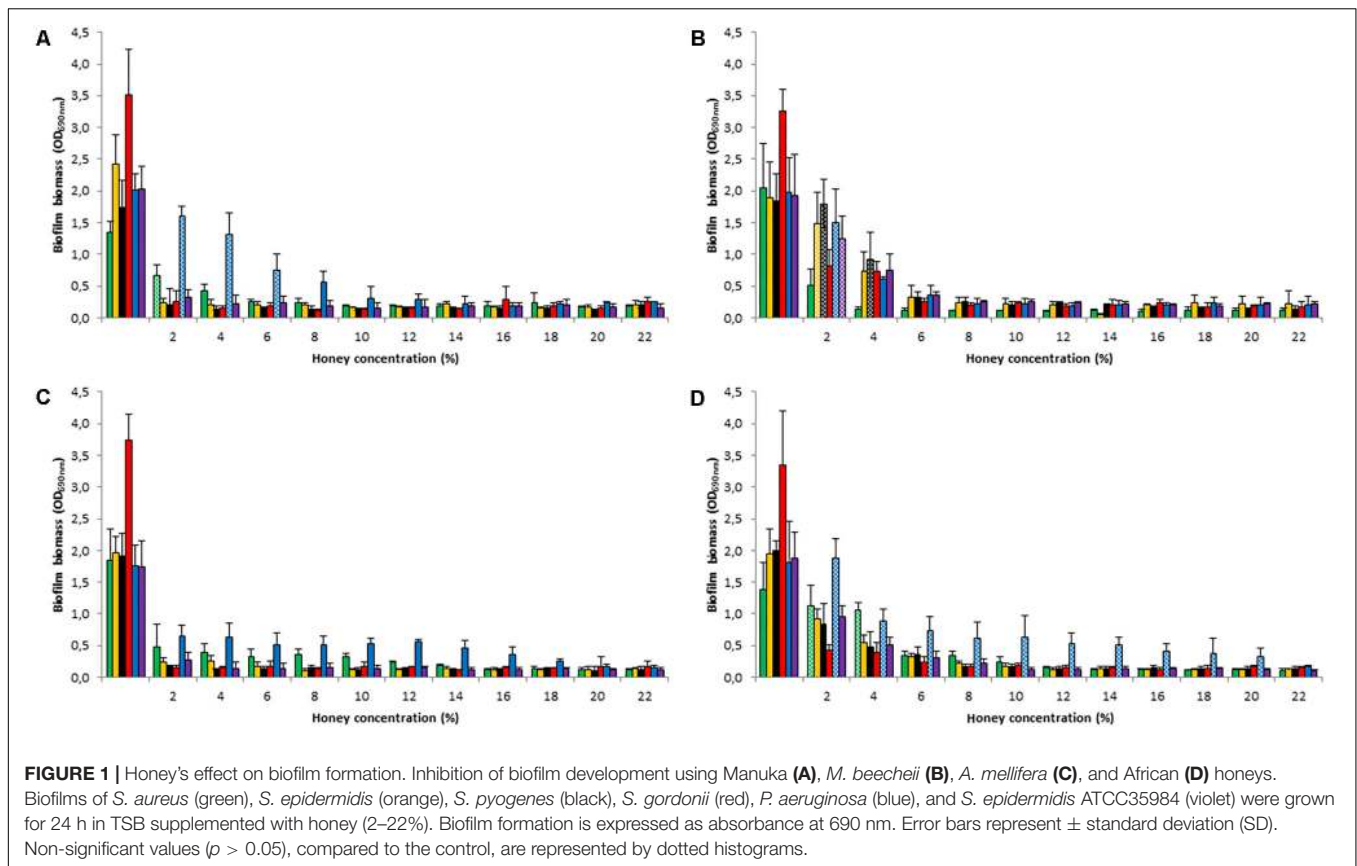 A
B
4,5
4,0
3,5
3,0
2,5
2,0
1,5
1,0
0,5
0,0
Biofilm biomass (OD690nm)
2 4 6 8 10 12 14 16 18 20 22
Honey concentration (%)
4,5
4,0
3,5
3,0
2,5
2,0
1,5
1,0
0,5
0,0
Biofilm biomass (OD690nm)
2 4 6 8 10 12 14 16 18 20 22
Honey concentration (%)
C
D
4,5
4,0
3,5
3,0
2,5
2,0
1,5
1,0
0,5
0,0
Biofilm biomass (OD690nm)
2 4 6 8 10 12 14 16 18 20 22
Honey concentration (%)
4,5
4,0
3,5
3,0
2,5
2,0
1,5
1,0
0,5
0,0
Biofilm biomass (OD690nm)
2 4 6 8 10 12 14 16 18 20 22
Honey concentration (%)
FIGURE 1 | Honey's effect on biofilm formation. Inhibition of biofilm development using Manuka (A), M. beecheii (B), A. mellifera (C), and African (D) honeys.
Biofilms of S. aureus (green), S. epidermidis (orange), S. pyogenes (black), S. gordonii (red), P. aeruginosa (blue), and S. epidermidis ATCC35984 (violet) were grown
for 24 h in TSB supplemented with honey (2–22%). Biofilm formation is expressed as absorbance at 690 nm. Error bars represent ± standard deviation (SD).
Non-significant values (p > 0.05), compared to the control, are represented by dotted histograms.